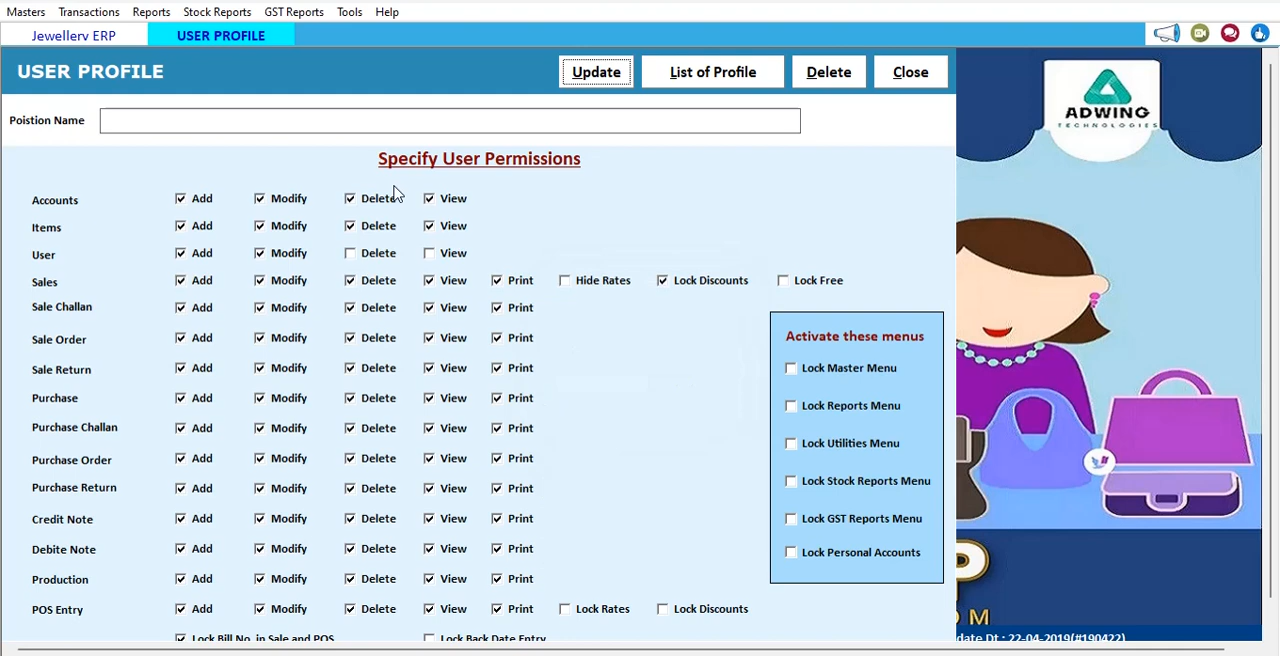 Masters Transactions Reports Stock Reports GST Reports Tools Help
Jewellery ERP USER PROFILE
USER PROFILE Update List of Profile Delete Close
Poistion Name
ADWING
TECHNOLOGIES
Specify User Permissions
Accounts Add Modify Delete View
Items Add Modify Delete View
User Add Modify Delete View
Sales Add Modify Delete View Print Hide Rates Lock Discounts Lock Free
Sale Challan Add Modify Delete View Print
Sale Order Add Modify Delete View Print
Sale Return Add Modify Delete View Print
Purchase Add Modify Delete View Print
Purchase Challan Add Modify Delete View Print
Purchase Order Add Modify Delete View Print
Purchase Return Add Modify Delete View Print
Credit Note Add Modify Delete View Print
Debite Note Add Modify Delete View Print
Production Add Modify Delete View Print
POS Entry Add Modify Delete View Print Lock Rates Lock Discounts
Lock Bill No. in Sale and POS Lock Back Date Entry
Activate these menus
Lock Master Menu
Lock Reports Menu
Lock Utilities Menu
Lock Stock Reports Menu
Lock GST Reports Menu
Lock Personal Accounts
P
M
date Dt : 22-04-2019(#190422)